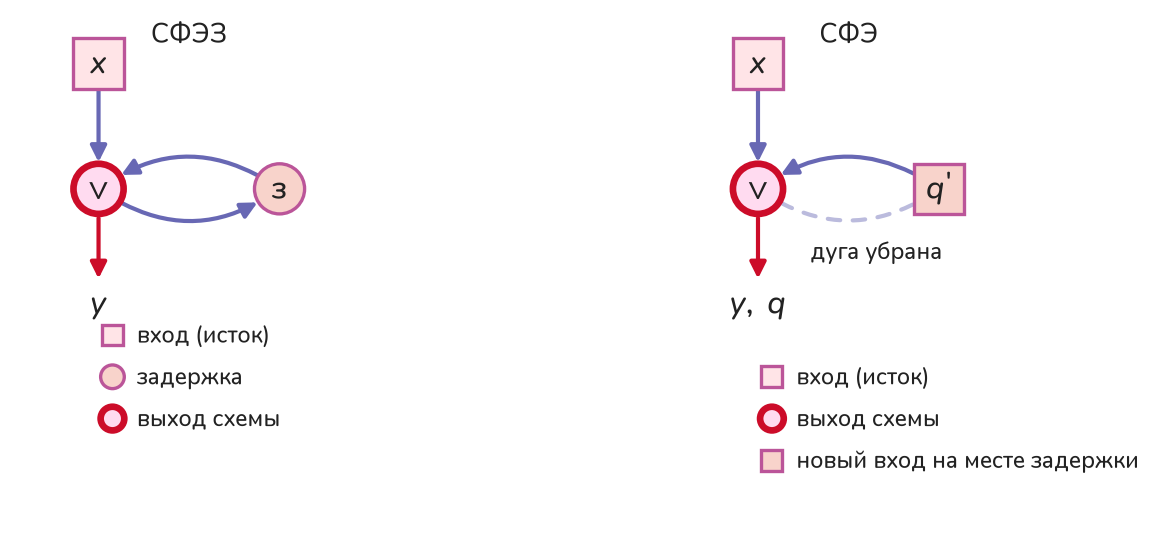 СФЭЗ
x
∨
з
y
вход (исток)
задержка
выход схемы
СФЭ
x
∨
q'
дуга убрана
y, q
вход (исток)
выход схемы
новый вход на месте задержки